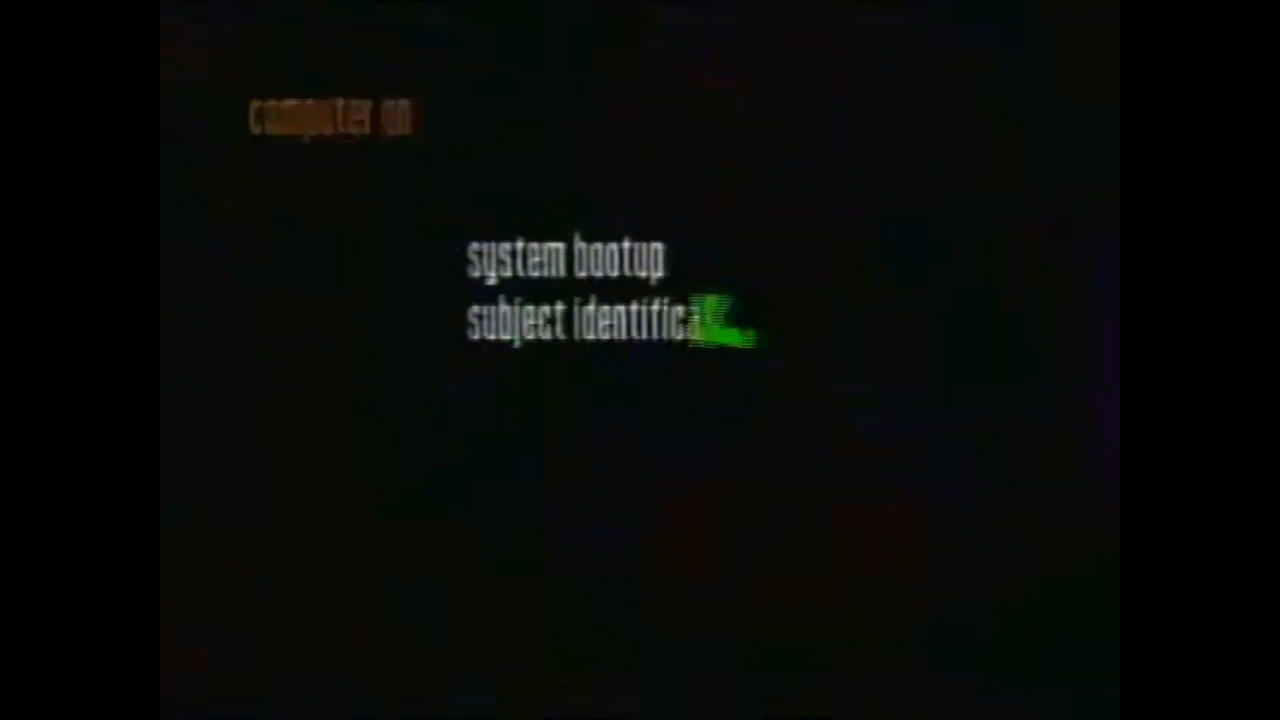 computer on
system bootup
subject identifica